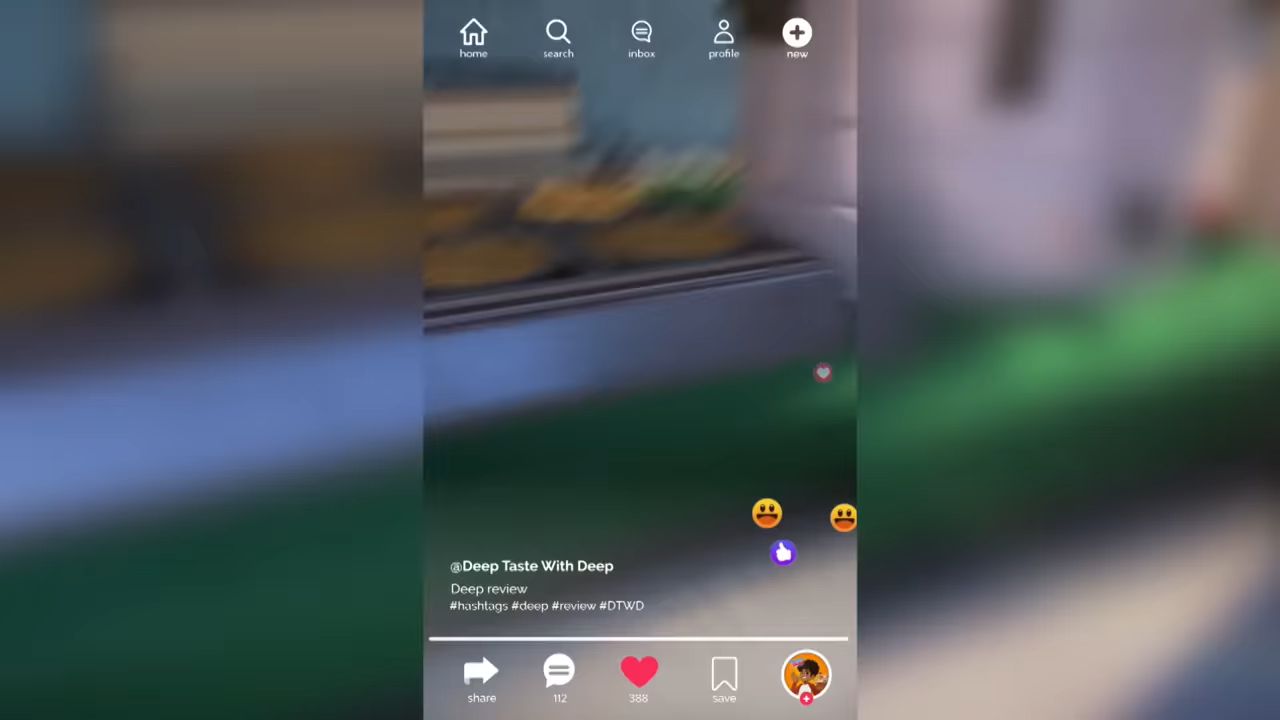 home
search
inbox
profile
new
@Deep Taste With Deep
Deep review
#hashtags #deep #review #DTWD
share
112
388
save